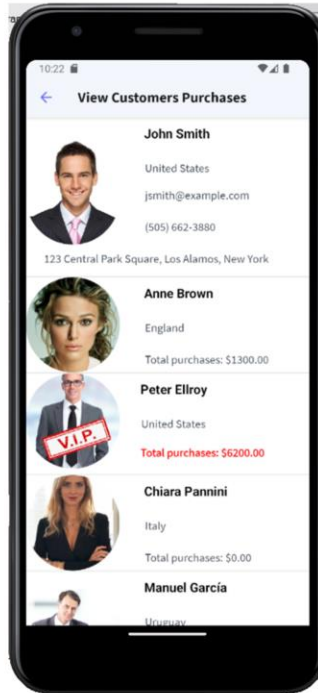 10:22
View Customers Purchases
John Smith
United States
jsmith@example.com
(505) 662-3880
123 Central Park Square, Los Alamos, New York
Anne Brown
England
Total purchases: $1300.00
Peter Ellroy
V.I.P.
United States
Total purchases: $6200.00
Chiara Pannini
Italy
Total purchases: $0.00
Manuel García
Uruguay